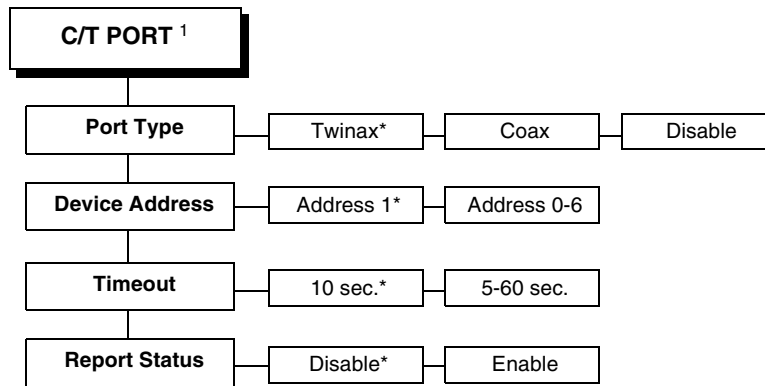 C/T PORT 1
Port Type Twinax* Coax Disable
Device Address Address 1* Address 0-6
Timeout 10 sec.* 5-60 sec.
Report Status Disable* Enable